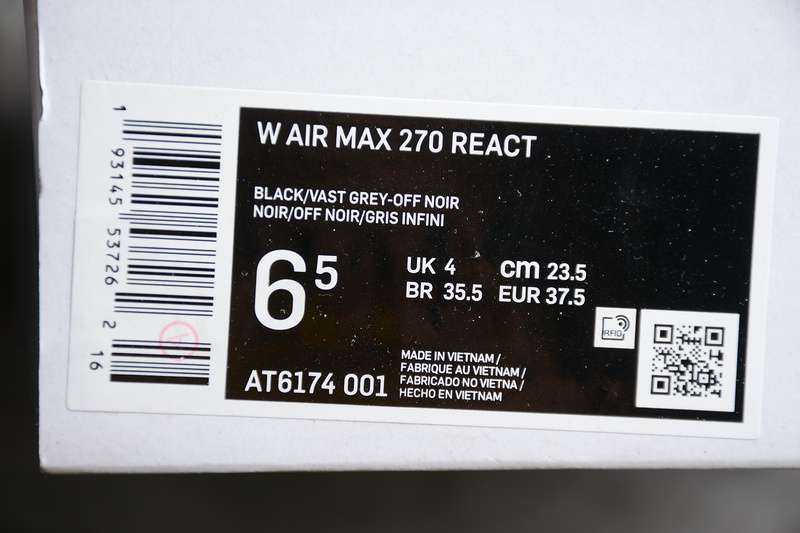 W AIR MAX 270 REACT
BLACK/VAST GREY-OFF NOIR
NOIR/OFF NOIR/GRIS INFINI
6 5
UK 4 cm 23.5
BR 35.5 EUR 37.5
AT6174 001
MADE IN VIETNAM /
FABRIQUE AU VIETNAM /
FABRICADO NO VIETNA /
HECHO EN VIETNAM
RFID
1 93145 53726 2 16